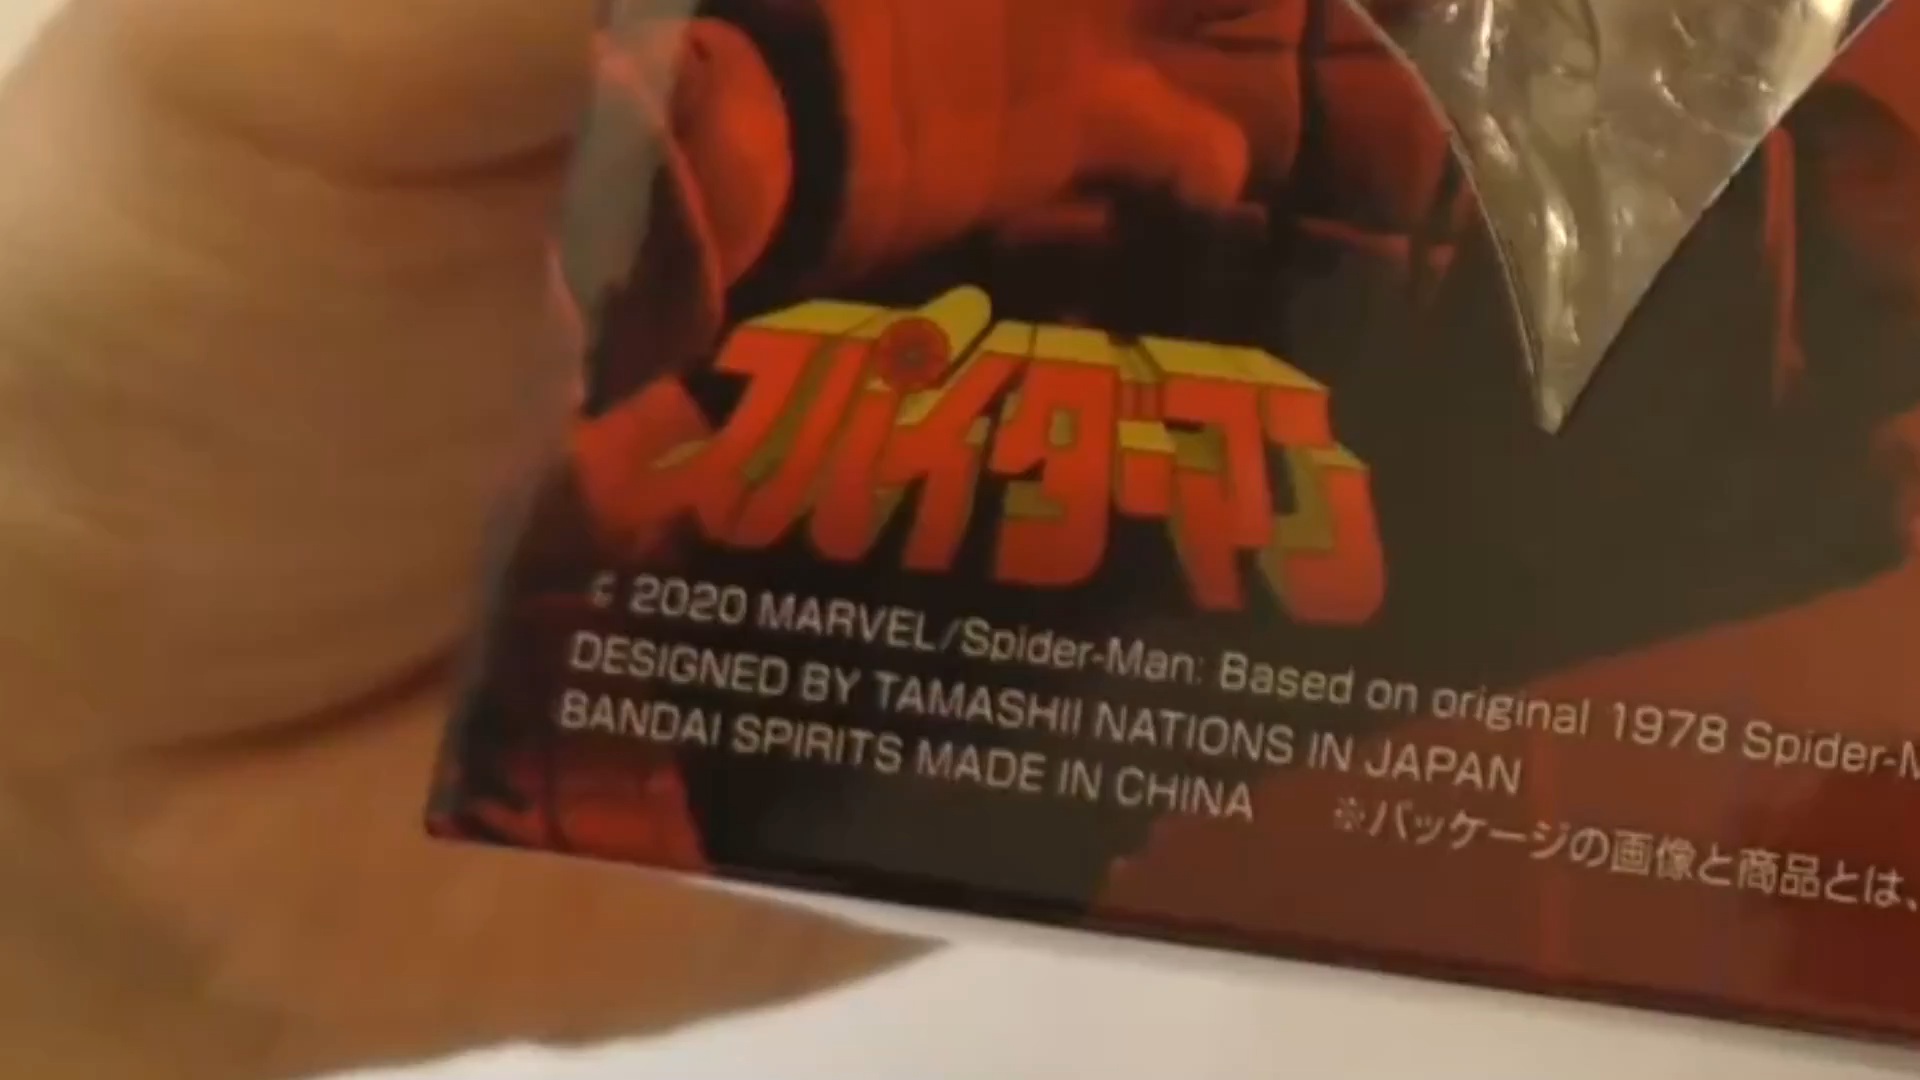 スパイダーマン
© 2020 MARVEL/Spider-Man: Based on original 1978 Spider-M
DESIGNED BY TAMASHII NATIONS IN JAPAN
BANDAI SPIRITS MADE IN CHINA ※パッケージの画像と商品とは、